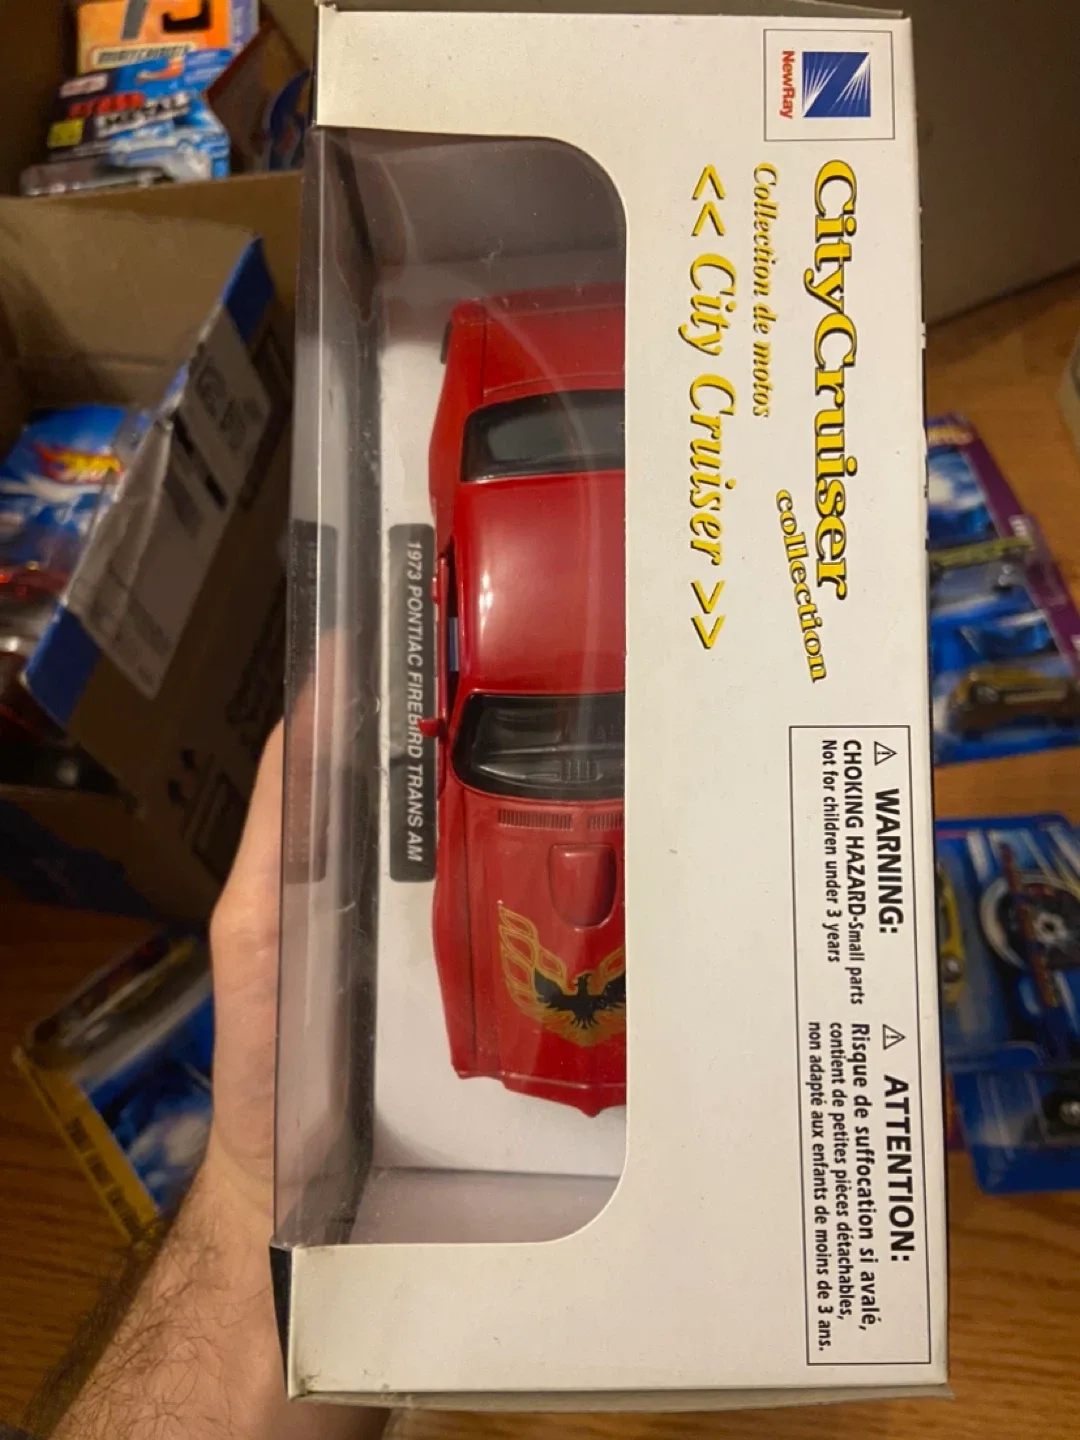 NewRay
CityCruiser
collection
Collection de motos
<< City Cruiser >>
⚠ WARNING:
CHOKING HAZARD-Small parts
Not for children under 3 years
⚠ ATTENTION:
Risque de suffocation si avalé,
contient de petites pièces détachables,
non adapté aux enfants de moins de 3 ans.
1973 PONTIAC FIREBIRD TRANS AM
MATCHBOX